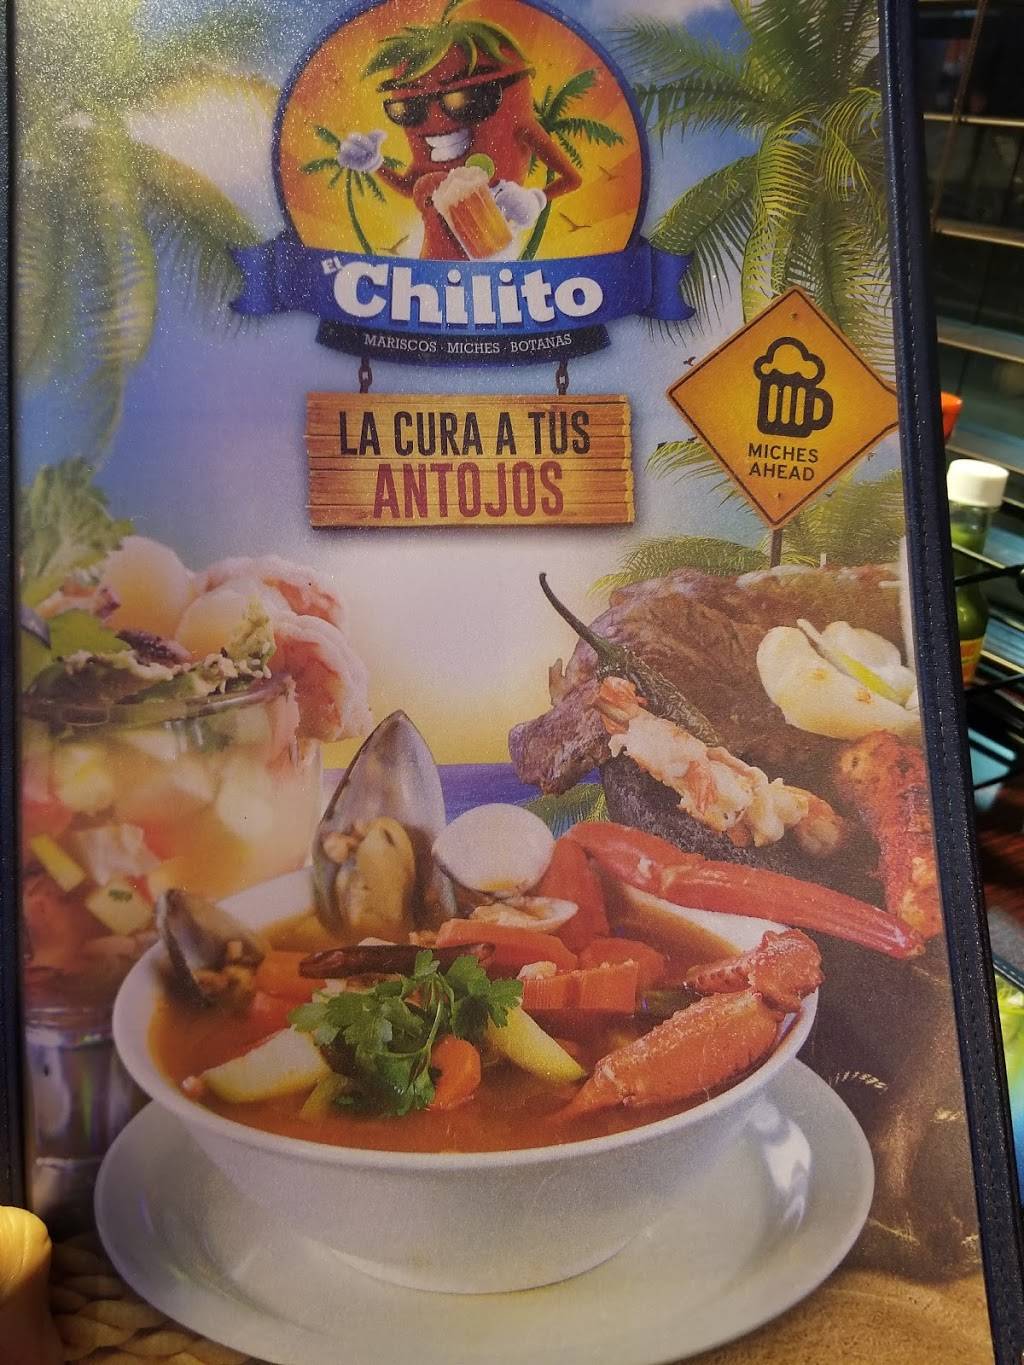 El
Chilito
MARISCOS · MICHES · BOTANAS
LA CURA A TUS
ANTOJOS
MICHES
AHEAD